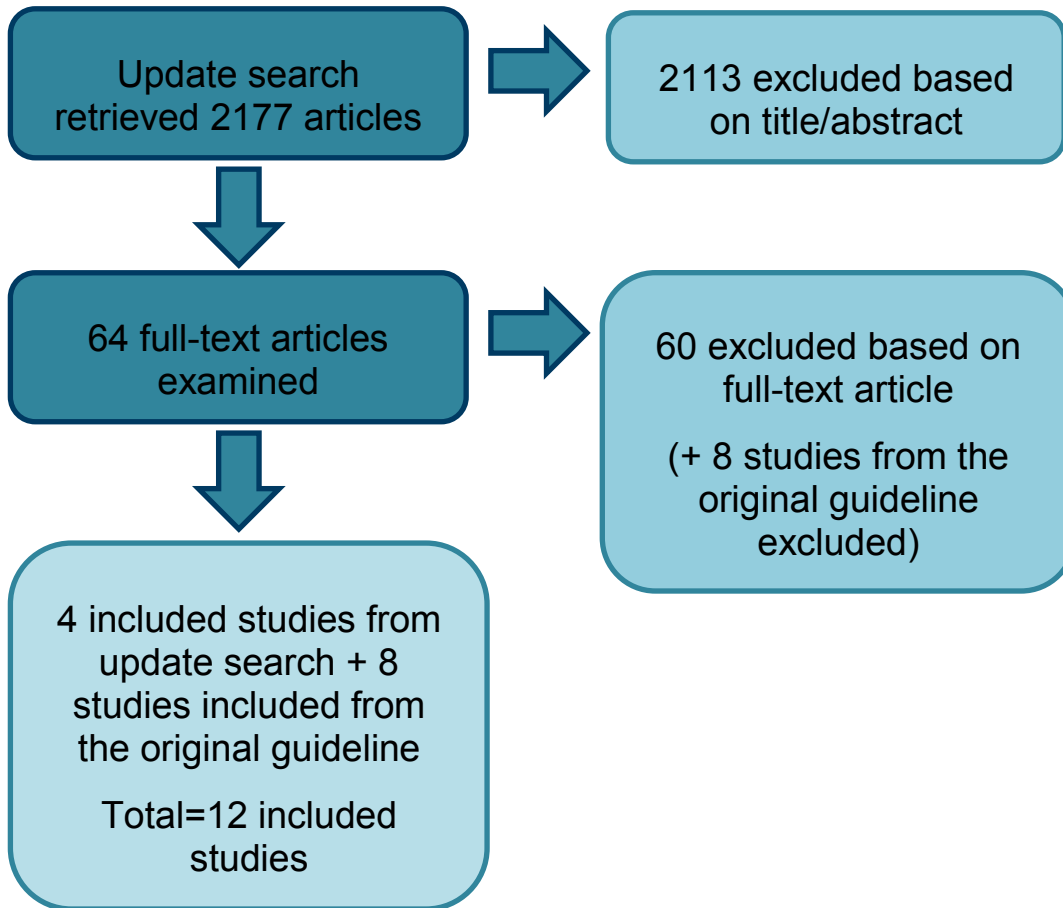 Update search
retrieved 2177 articles
2113 excluded based
on title/abstract
64 full-text articles
examined
60 excluded based on
full-text article
(+ 8 studies from the
original guideline
excluded)
4 included studies from
update search + 8
studies included from
the original guideline
Total=12 included
studies